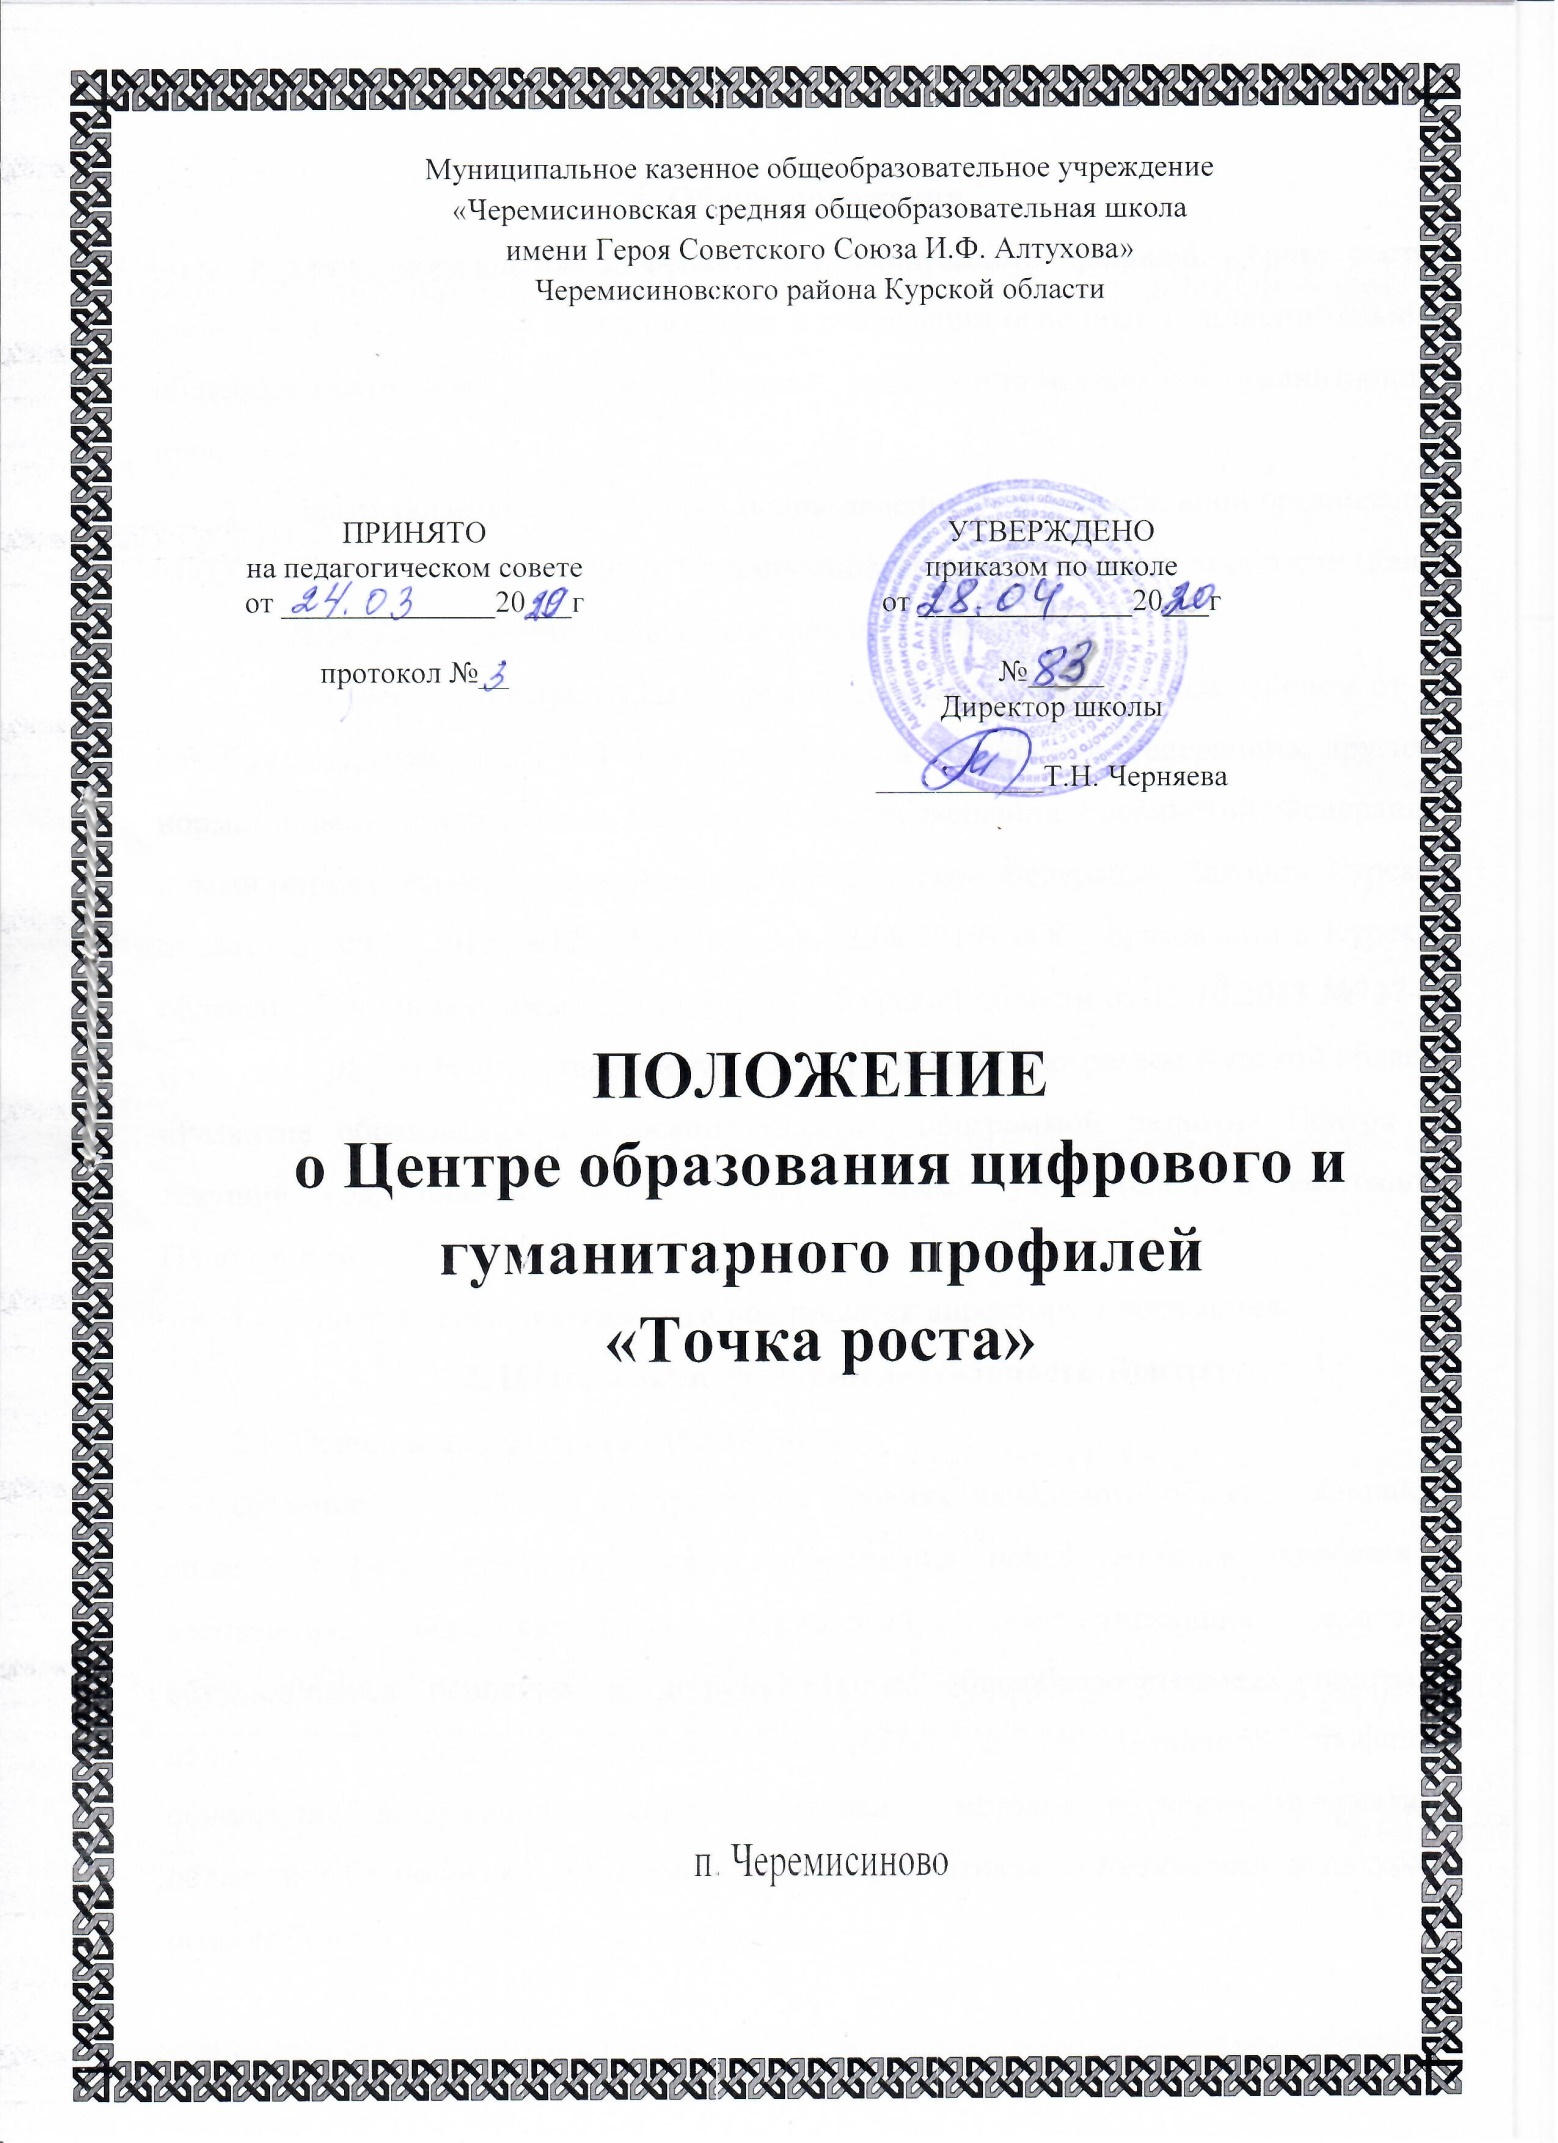 Муниципальное казенное общеобразовательное учреждение
«Черемисиновская средняя общеобразовательная школа
имени Героя Советского Союза И.Ф. Алтухова»
Черемисиновского района Курской области
ПРИНЯТО
на педагогическом совете
от 24.03 2020 г
протокол № 3
УТВЕРЖДЕНО
приказом по школе
от 28.04 2020 г
№ 83
Директор школы
Т.Н. Черняева
ПОЛОЖЕНИЕ
о Центре образования цифрового и
гуманитарного профилей
«Точка роста»
п. Черемисиново